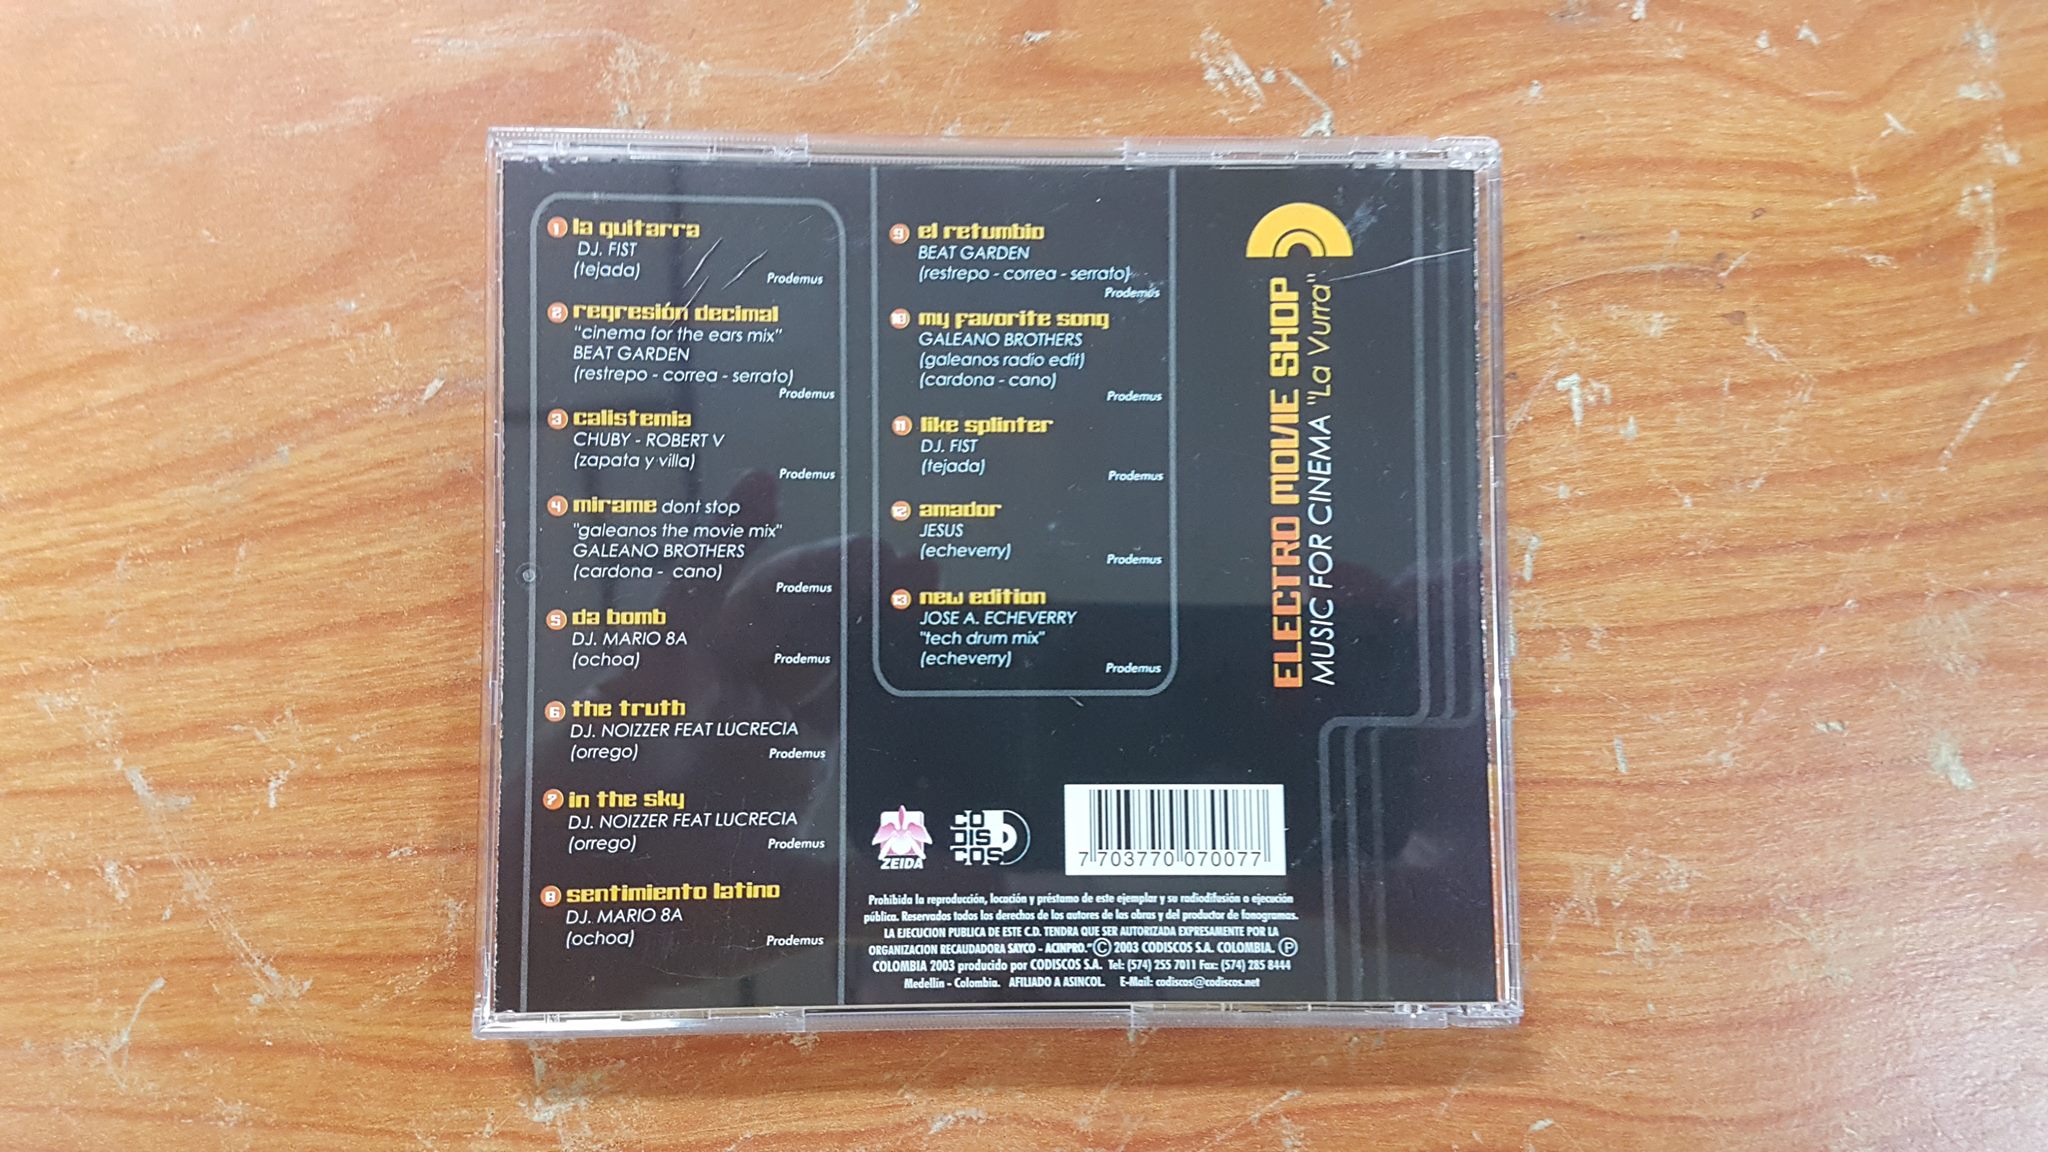 1 la guitarra
D.J. FIST
(tejada)
Prodemus
2 regresión decimal
"cinema for the ears mix"
BEAT GARDEN
(restrepo - correa - serrato)
Prodemus
3 calistemia
CHUBY - ROBERT V
(zapata y villa)
Prodemus
4 mirame dont stop
"galeanos the movie mix"
GALEANO BROTHERS
(cardona - cano)
Prodemus
5 da bomb
D.J. MARIO 8A
(ochoa)
Prodemus
6 the truth
D.J. NOIZZER FEAT LUCRECIA
(orrego)
Prodemus
7 in the sky
D.J. NOIZZER FEAT LUCRECIA
(orrego)
Prodemus
8 sentimiento latino
D.J. MARIO 8A
(ochoa)
Prodemus
9 el retumbio
BEAT GARDEN
(restrepo - correa - serrato)
Prodemus
10 my favorite song
GALEANO BROTHERS
(galeanos radio edit)
(cardona - cano)
Prodemus
11 like splinter
D.J. FIST
(tejada)
Prodemus
12 amador
JESUS
(echeverry)
Prodemus
13 new edition
JOSE A. ECHEVERRY
"tech drum mix"
(echeverry)
Prodemus
ELECTRO MOVIE SHOP
MUSIC FOR CINEMA "La Vurra"
ZEIDA
CO
DIS
COS
7 703770 070077
Prohibida la reproducción, locación y préstamo de este ejemplar y su radiodifusión o ejecución
pública. Reservados todos los derechos de los autores de las obras y del productor de fonogramas.
LA EJECUCION PUBLICA DE ESTE C.D. TENDRA QUE SER AUTORIZADA EXPRESAMENTE POR LA
ORGANIZACION RECAUDADORA SAYCO - ACINPRO." Ⓒ 2003 CODISCOS S.A. COLOMBIA. Ⓟ
COLOMBIA 2003 producido por CODISCOS S.A. Tel: (574) 255 7011 Fax: (574) 285 8444
Medellín - Colombia. AFILIADO A ASINCOL. E-Mail: codiscos@codiscos.net